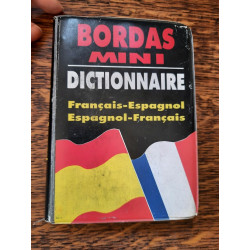 BORDAS
MINI
DICTIONNAIRE
Français-Espagnol
Espagnol-Français